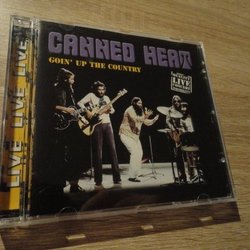 CANNED HEAT
GOIN' UP THE COUNTRY
LIVE
LIVE LIVE LIVE